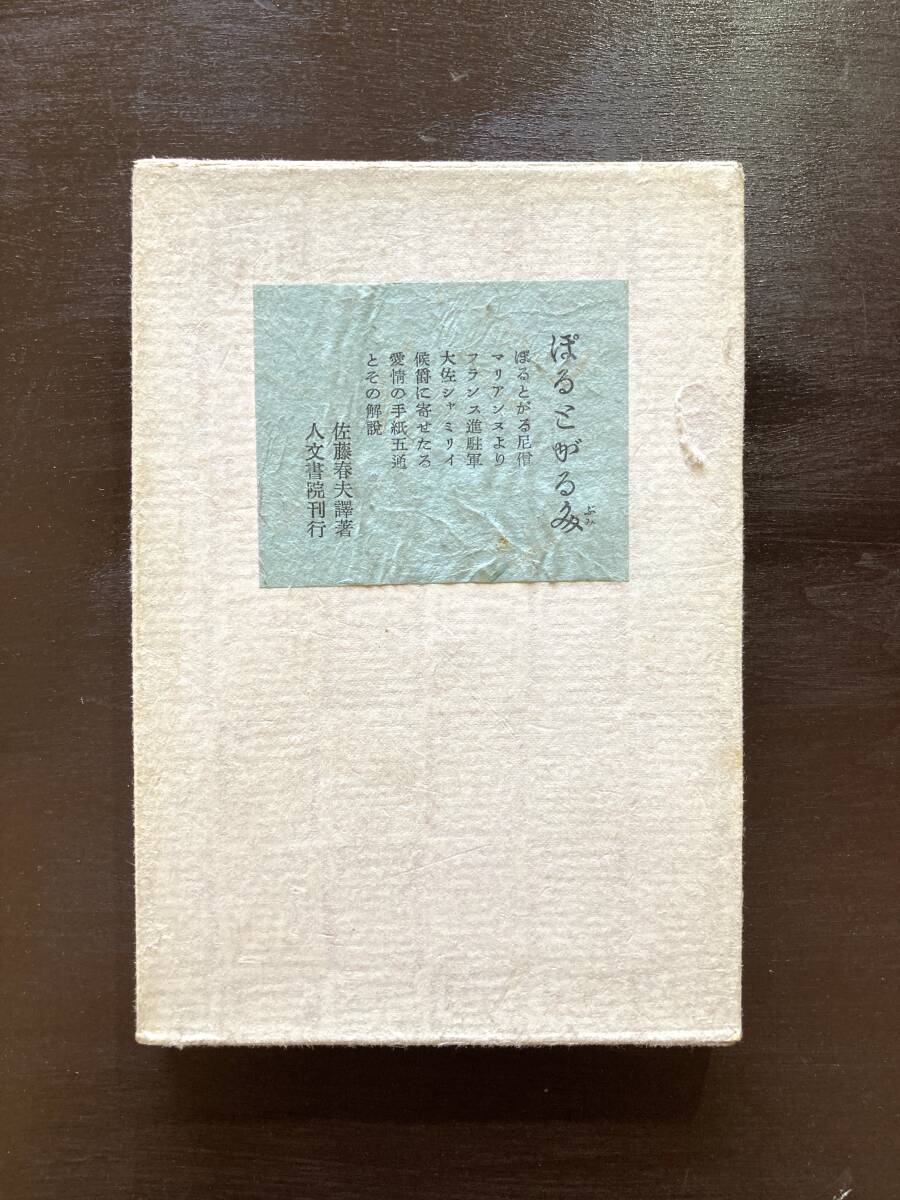 ぽるとがる文
ぶみ
ぽるとがる尼僧
マリアンヌより
フランス進駐軍
大佐シャミリイ
候爵に寄せたる
愛情の手紙五通
とその解説
佐藤春夫譯著
人文書院刊行